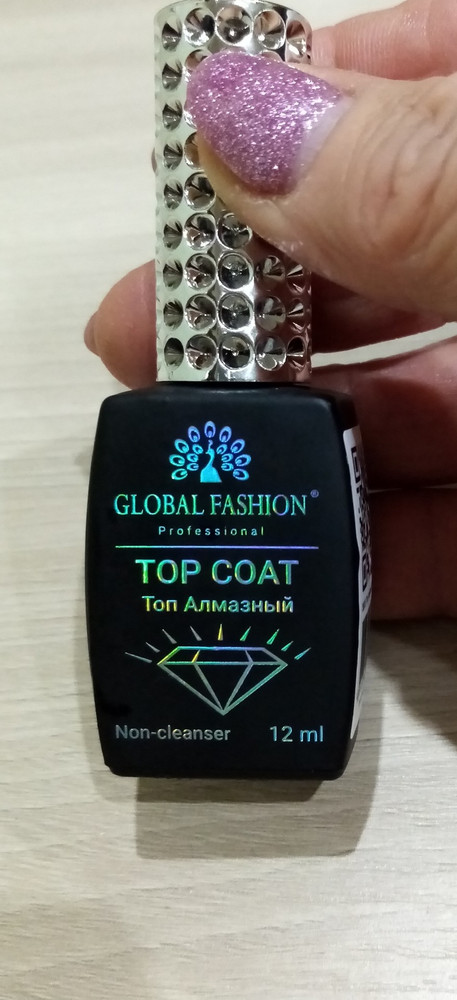 GLOBAL FASHION®
Professional
TOP COAT
Топ Алмазный
Non-cleanser 12 ml